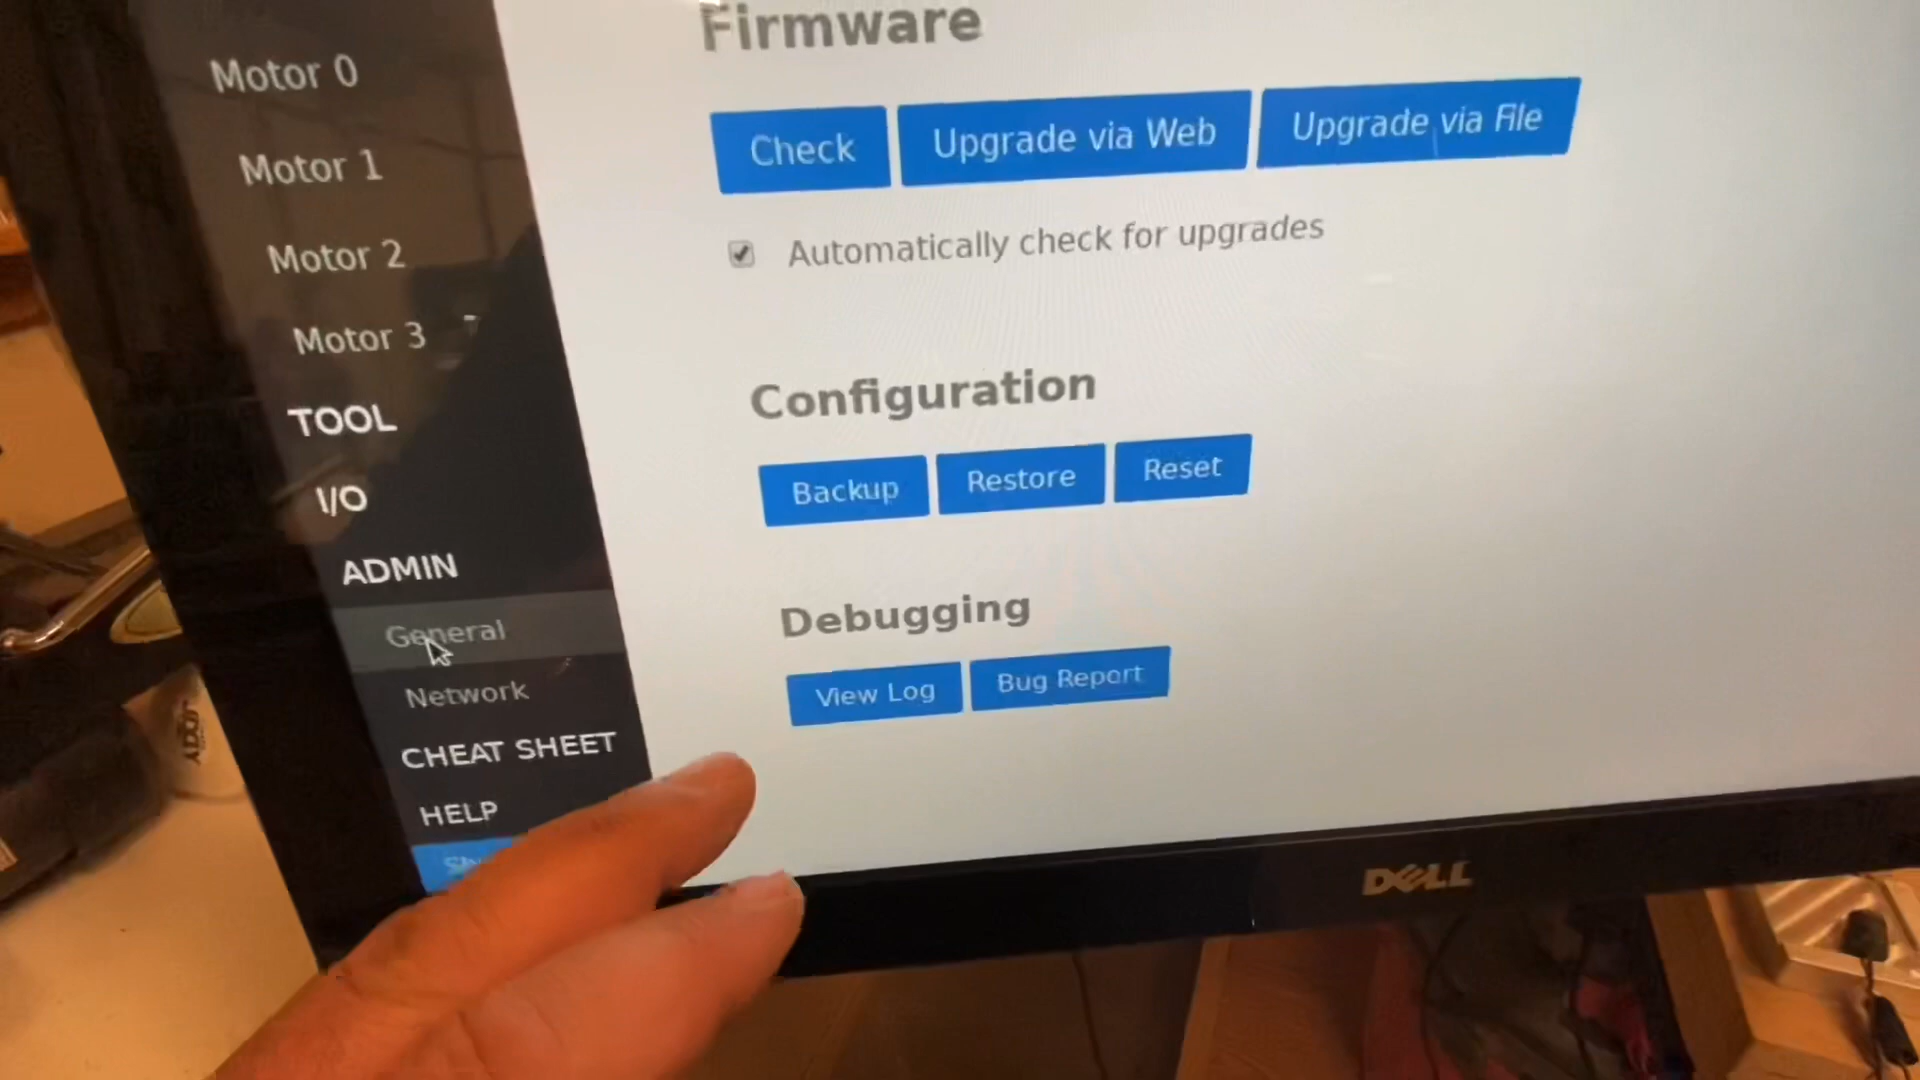 Motor 0
Motor 1
Motor 2
Motor 3
TOOL
I/O
ADMIN
General
Network
CHEAT SHEET
HELP
Firmware
Check Upgrade via Web Upgrade via File
Automatically check for upgrades
Configuration
Backup Restore Reset
Debugging
View Log Bug Report
DELL